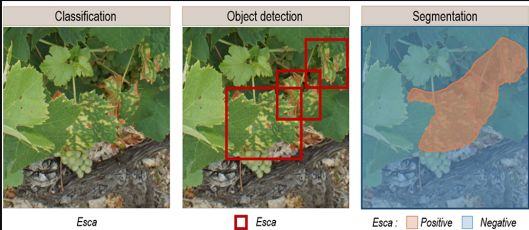 Classification
Object detection
Segmentation
Esca
Esca
Esca : Positive Negative